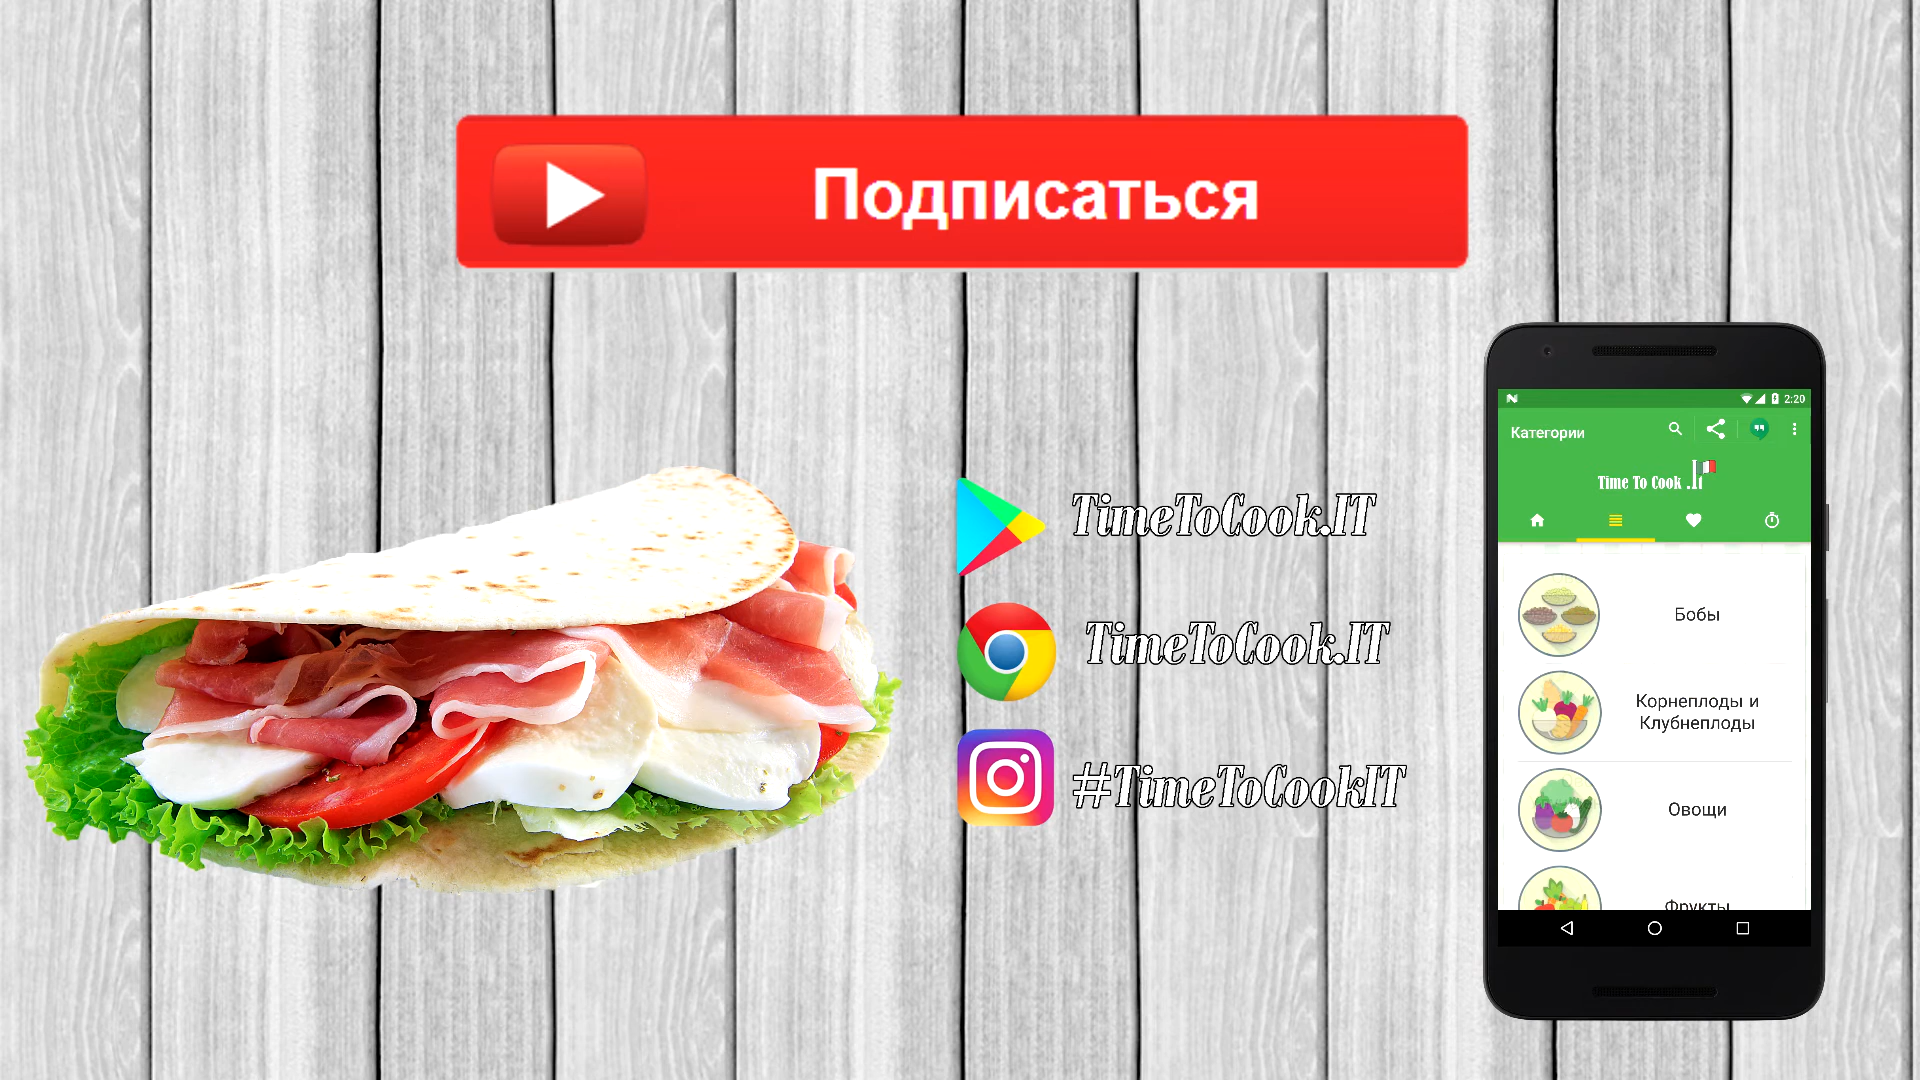 Подписаться
TimeToCook.IT
TimeToCook.IT
#TimeToCookIT
2:20
Категории
Time To Cook .It
Бобы
Корнеплоды и
Клубнеплоды
Овощи
Фрукты